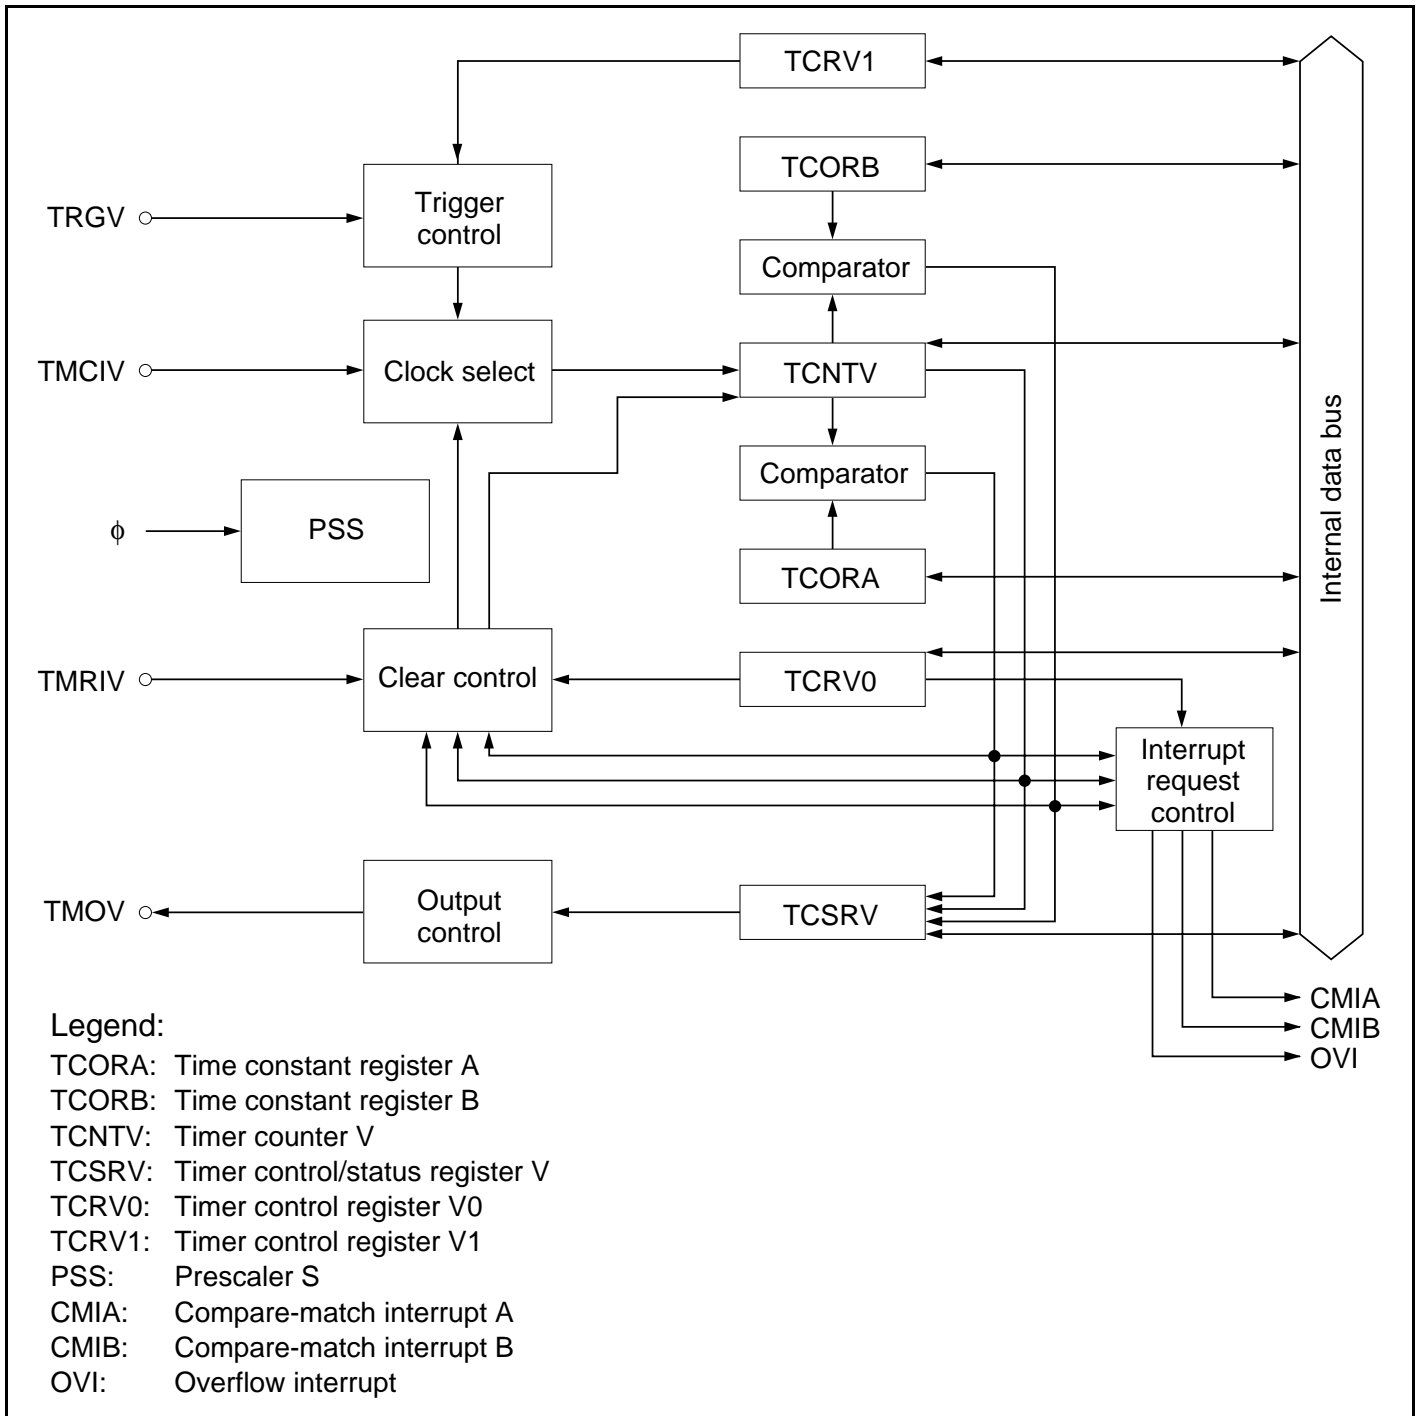 TCRV1
TCORB
TRGV
Trigger
control
Comparator
TMCIV
Clock select
TCNTV
Comparator
Internal data bus
ϕ
PSS
TCORA
TMRIV
Clear control
TCRV0
Interrupt
request
control
TMOV
Output
control
TCSRV
CMIA
CMIB
OVI
Legend:
TCORA: Time constant register A
TCORB: Time constant register B
TCNTV: Timer counter V
TCSRV: Timer control/status register V
TCRV0: Timer control register V0
TCRV1: Timer control register V1
PSS: Prescaler S
CMIA: Compare-match interrupt A
CMIB: Compare-match interrupt B
OVI: Overflow interrupt